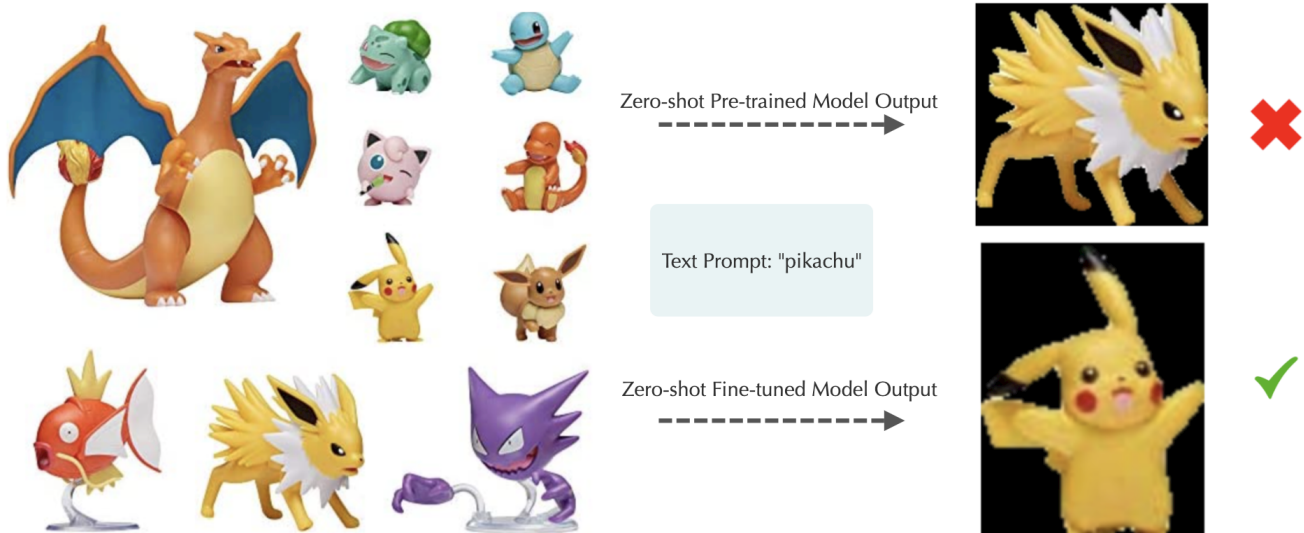 Zero-shot Pre-trained Model Output
Text Prompt: "pikachu"
Zero-shot Fine-tuned Model Output